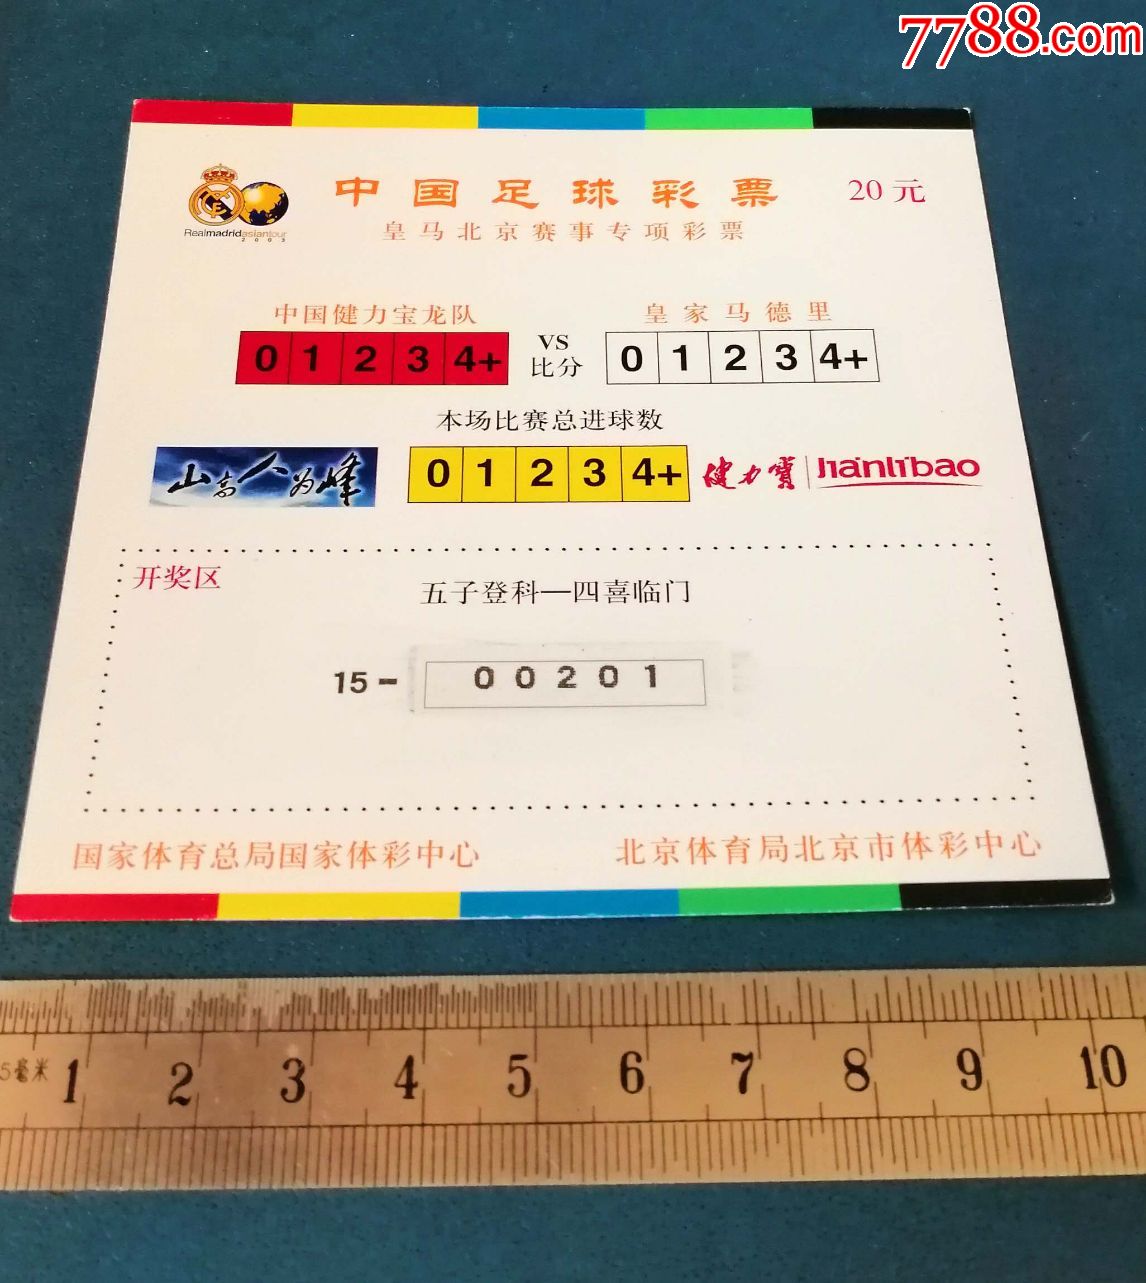 7788.com
中国足球彩票
20 元
皇马北京赛事专项彩票
Realmadridasiantour
2003
中国健力宝龙队
皇家马德里
0 1 2 3 4+
VS
比分
0 1 2 3 4+
本场比赛总进球数
山高人为峰
0 1 2 3 4+
健力寶 Jianlibao
开奖区
五子登科—四喜临门
15 - 00201
国家体育总局国家体彩中心
北京体育局北京市体彩中心
5毫米 1 2 3 4 5 6 7 8 9 10